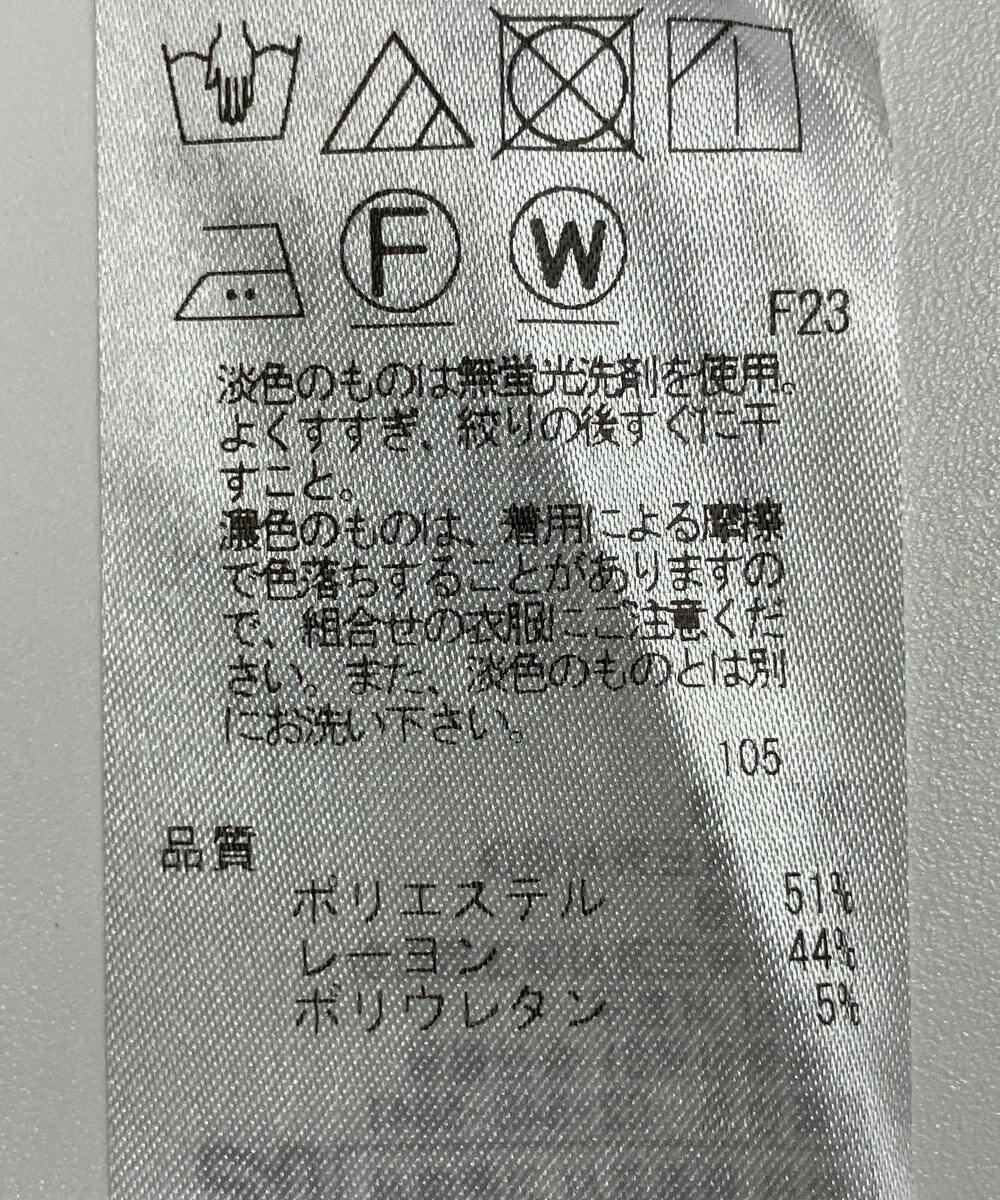 F
W
F23
淡色のものは無蛍光洗剤を使用。
よくすすぎ、絞りの後すぐに干
すこと。
濃色のものは、着用による摩擦
で色落ちすることがありますの
で、組合せの衣服にご注意くだ
さい。また、淡色のものとは別
にお洗い下さい。
105
品質
ポリエステル 51%
レーヨン 44%
ポリウレタン 5%